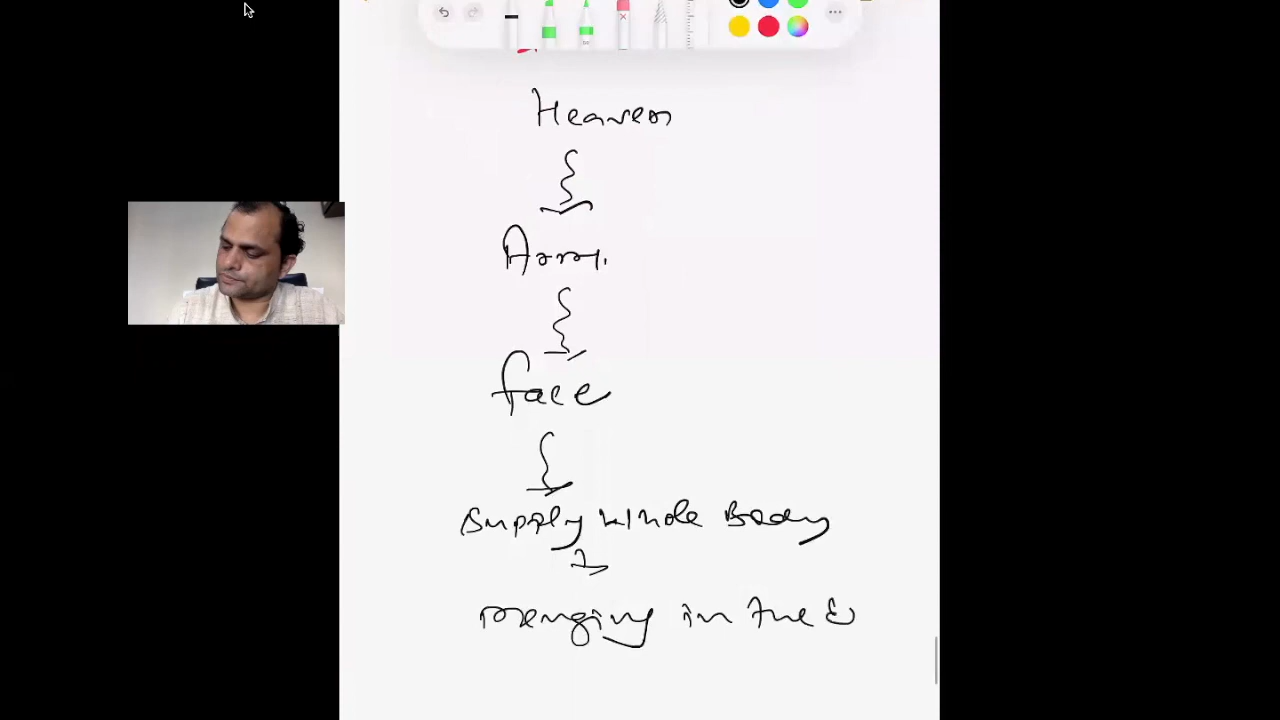 Heaven
Arm.
face
Supply whole Body
merging in the E